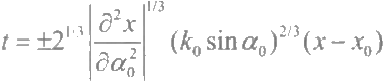 t = ±2^{1/3} |∂²x/∂α₀²|^{1/3} (k₀ sin α₀)^{2/3} (x − x₀)